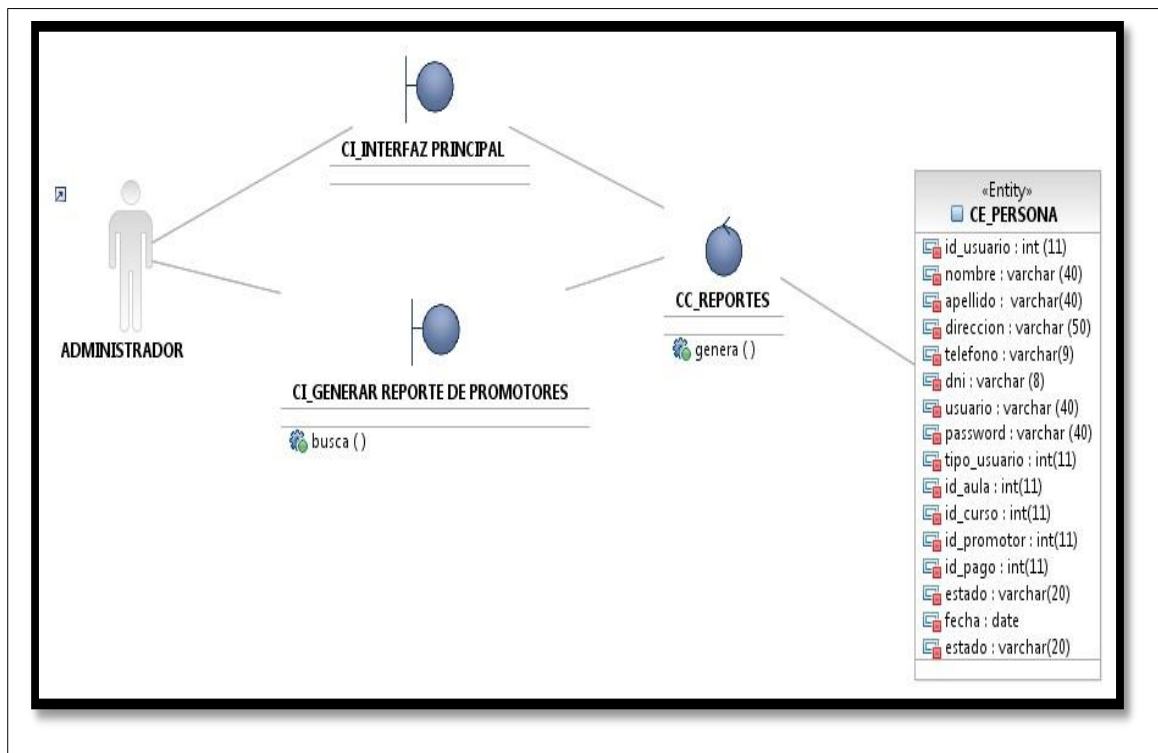 CI_INTERFAZ PRINCIPAL
ADMINISTRADOR
CI_GENERAR REPORTE DE PROMOTORES
busca ( )
CC_REPORTES
genera ( )
«Entity»
CE_PERSONA
id_usuario : int (11)
nombre : varchar (40)
apellido :  varchar(40)
direccion : varchar (50)
telefono : varchar(9)
dni : varchar (8)
usuario : varchar (40)
password : varchar (40)
tipo_usuario : int(11)
id_aula : int(11)
id_curso : int(11)
id_promotor : int(11)
id_pago : int(11)
estado : varchar(20)
fecha : date
estado : varchar(20)